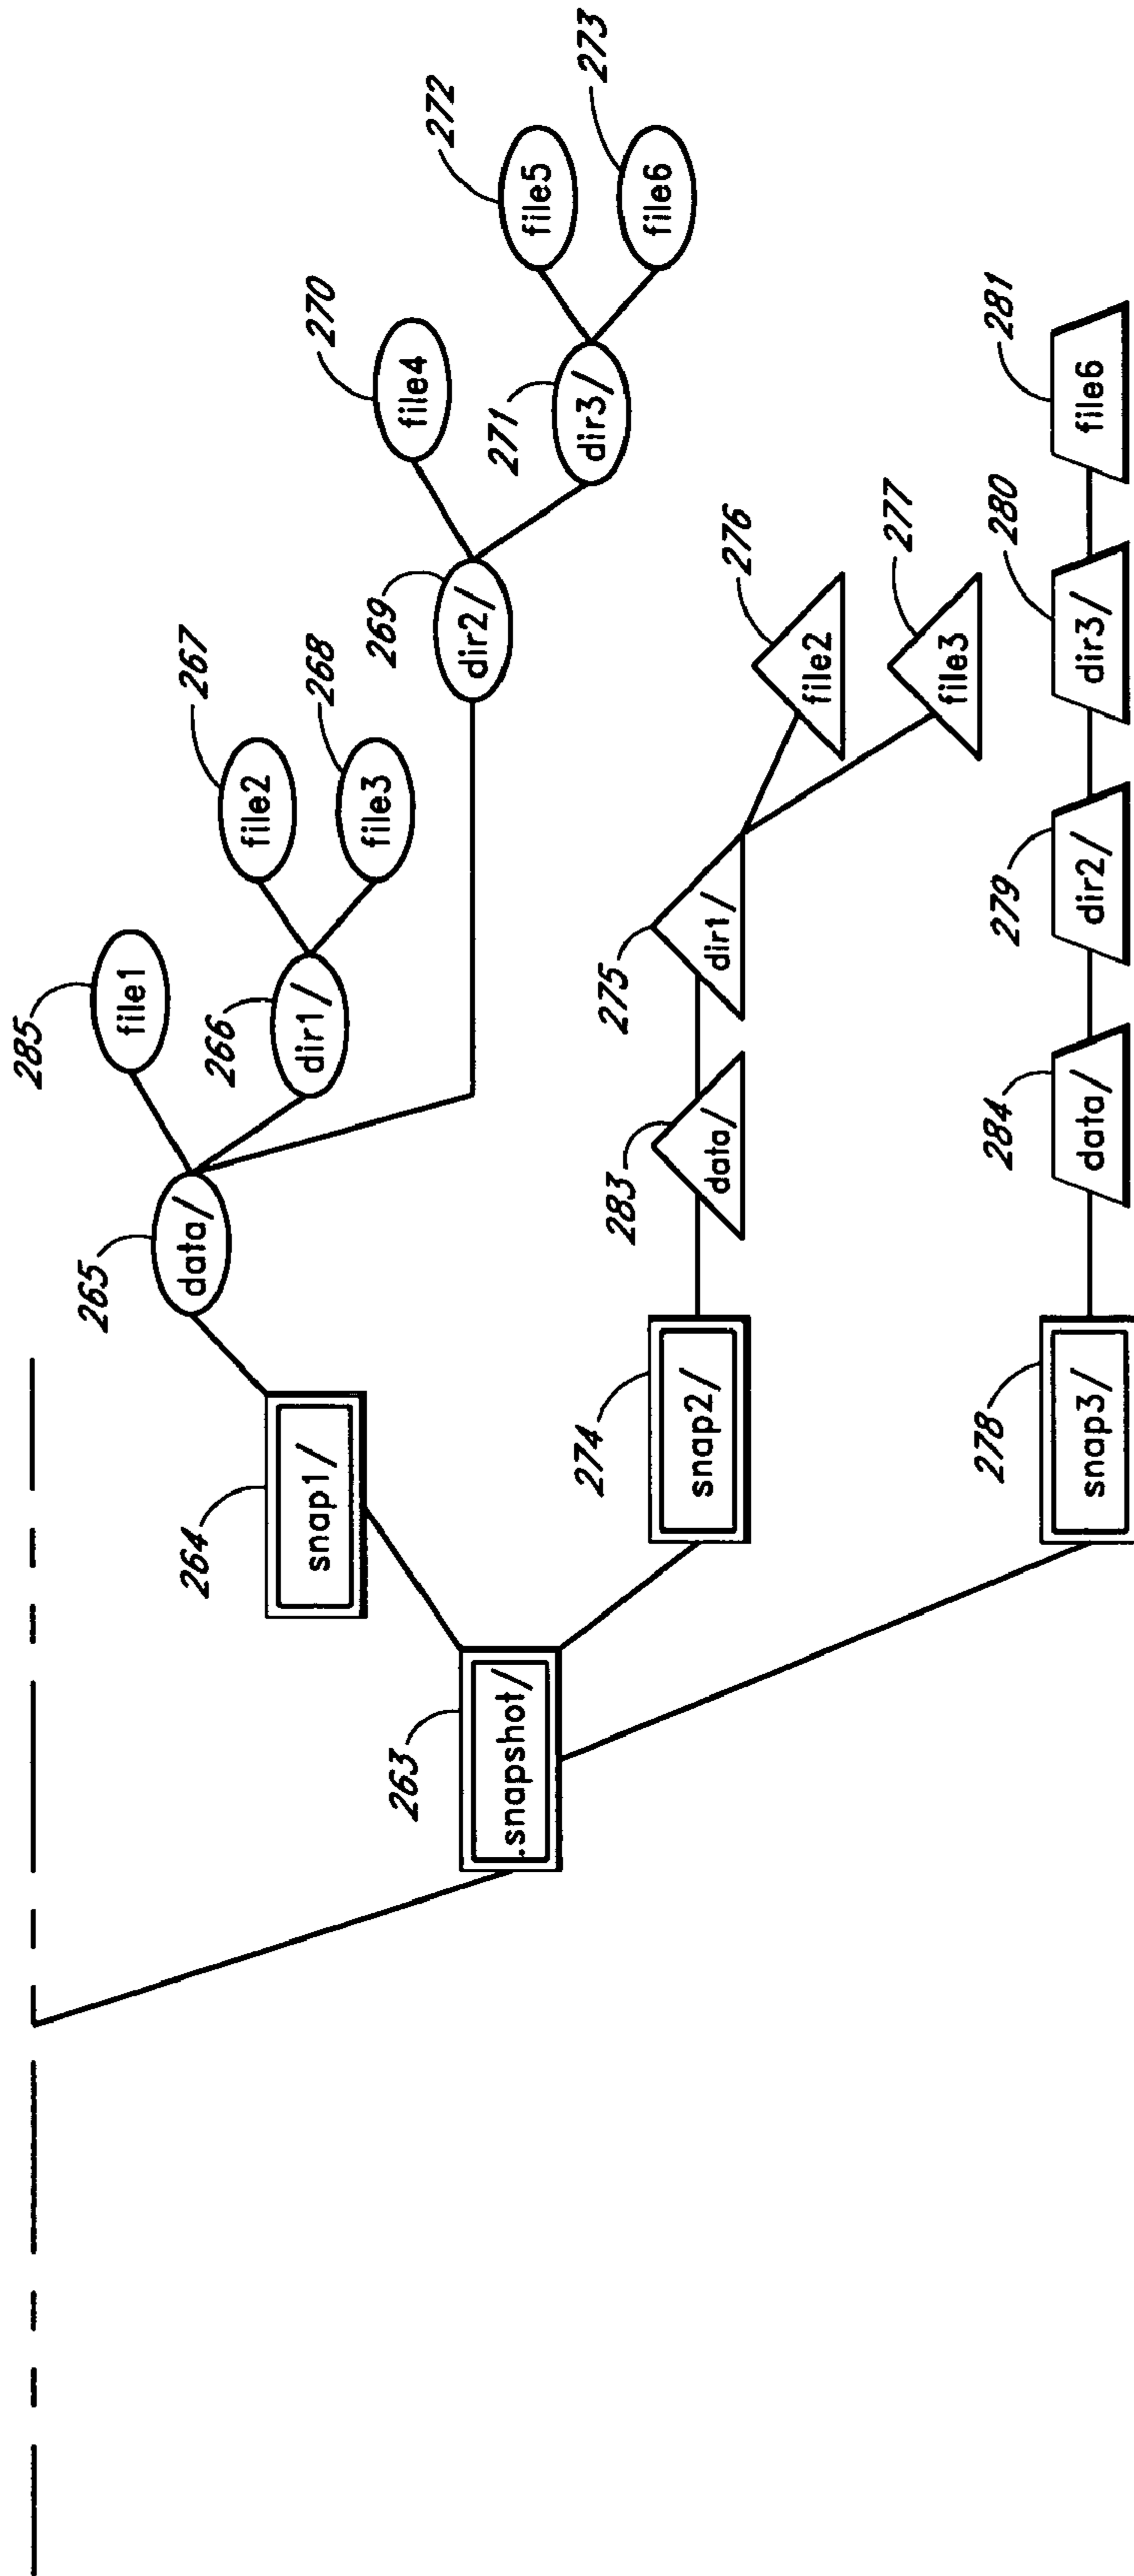 285
file1
265
data/
267
file2
266
dir1/
268
file3
270
file4
269
dir2/
272
file5
271
dir3/
273
file6
264
snap1/
263
.snapshot/
274
snap2/
283
data/
275
dir1/
276
file2
277
file3
278
snap3/
284
data/
279
dir2/
280
dir3/
281
file6